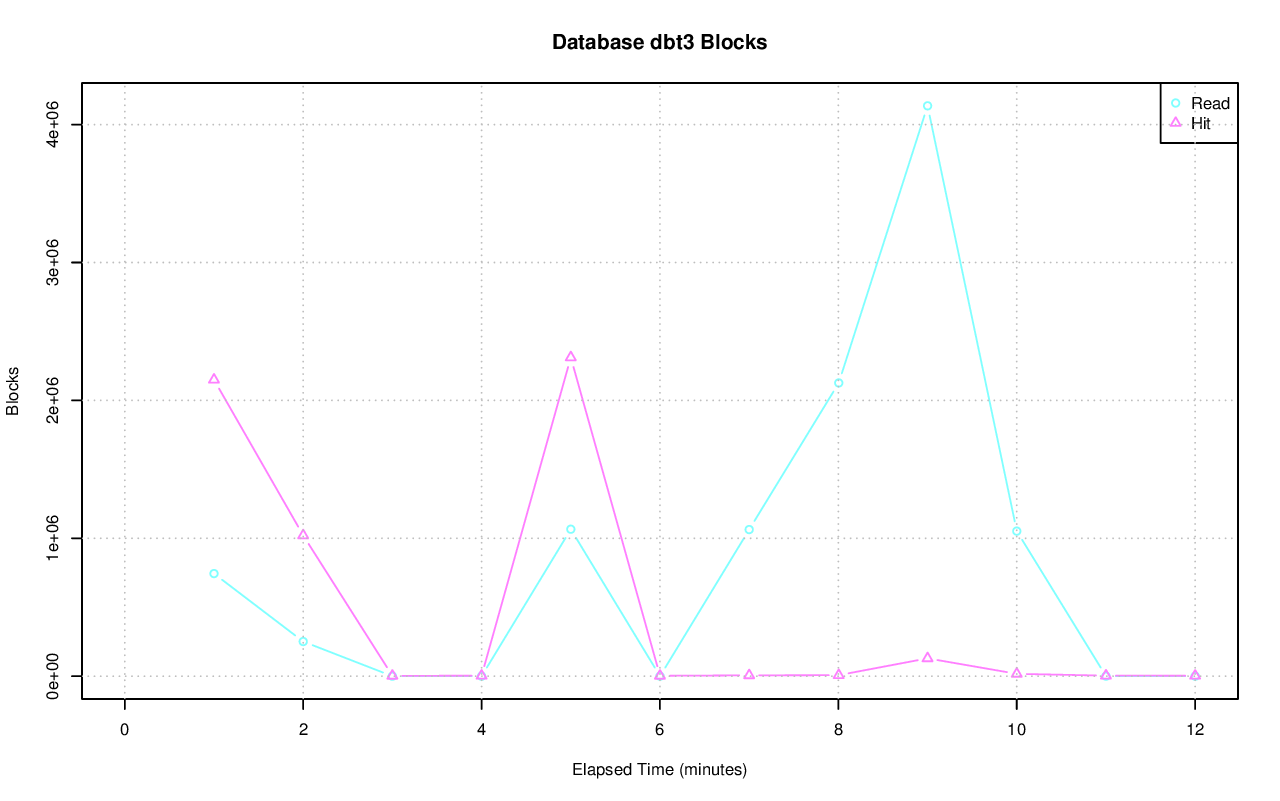 Database dbt3 Blocks
Read
Hit
4e+06
3e+06
2e+06
1e+06
0e+00
Blocks
0 2 4 6 8 10 12
Elapsed Time (minutes)